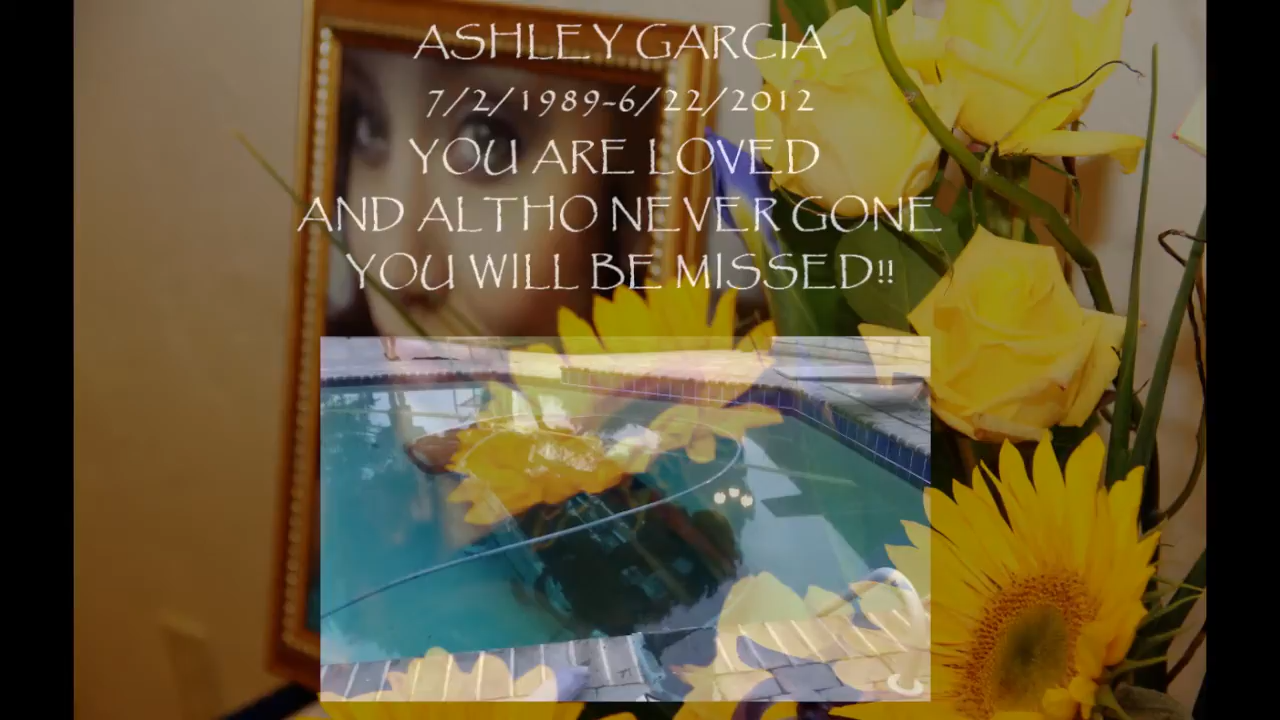 ASHLEY GARCIA
7/2/1989-6/22/2012
YOU ARE LOVED
AND ALTHO NEVER GONE
YOU WILL BE MISSED!!